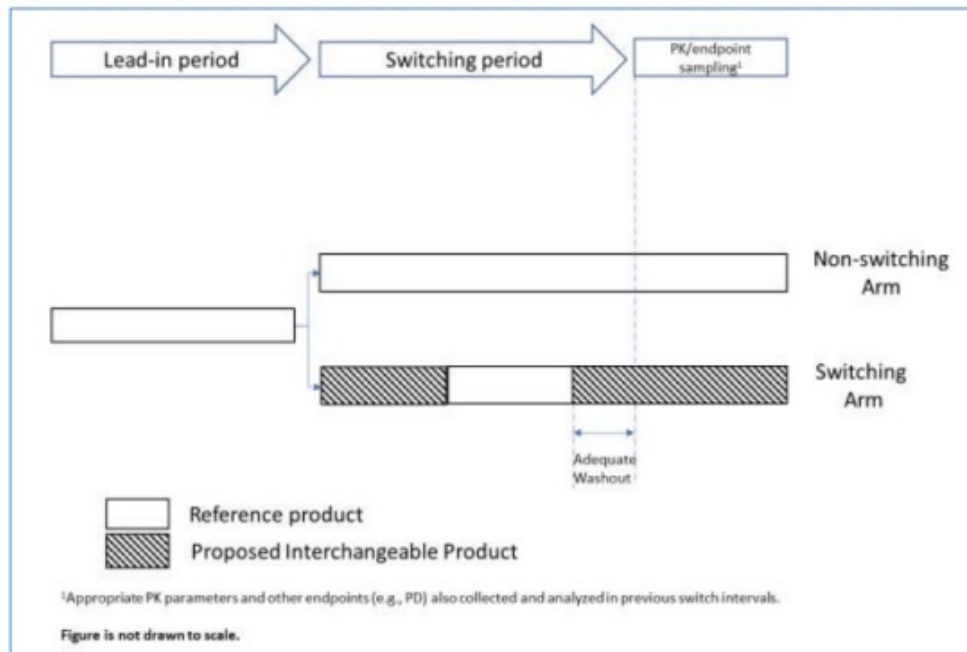 Lead-in period
Switching period
PK/endpoint
sampling¹
Non-switching
Arm
Switching
Arm
Adequate
Washout
Reference product
Proposed Interchangeable Product
¹Appropriate PK parameters and other endpoints (e.g., PD) also collected and analyzed in previous switch intervals.
Figure is not drawn to scale.